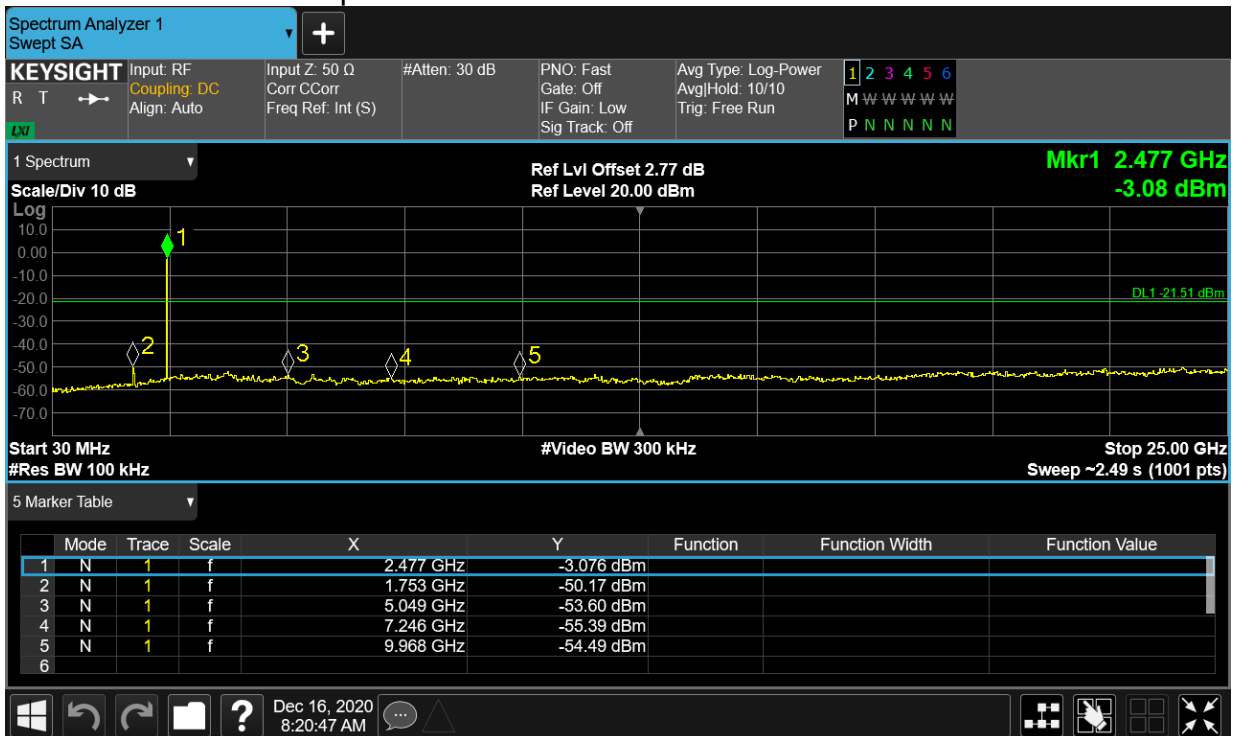 Spectrum Analyzer 1
Swept SA
+
KEYSIGHT Input: RF Input Z: 50 Ω #Atten: 30 dB PNO: Fast Avg Type: Log-Power 1 2 3 4 5 6
R T Coupling: DC Corr CCorr Gate: Off Avg|Hold: 10/10 M W W W W W
Align: Auto Freq Ref: Int (S) IF Gain: Low Trig: Free Run
LXI Sig Track: Off P N N N N N
1 Spectrum Ref Lvl Offset 2.77 dB Mkr1 2.477 GHz
Scale/Div 10 dB Ref Level 20.00 dBm -3.08 dBm
Log
10.0
1
0.00
-10.0
-20.0
DL1 -21.51 dBm
-30.0
-40.0
2 3 4 5
-50.0
-60.0
-70.0
Start 30 MHz #Video BW 300 kHz Stop 25.00 GHz
#Res BW 100 kHz Sweep ~2.49 s (1001 pts)
5 Marker Table
Mode Trace Scale X Y Function Function Width Function Value
1 N 1 f 2.477 GHz -3.076 dBm
2 N 1 f 1.753 GHz -50.17 dBm
3 N 1 f 5.049 GHz -53.60 dBm
4 N 1 f 7.246 GHz -55.39 dBm
5 N 1 f 9.968 GHz -54.49 dBm
6
? Dec 16, 2020
8:20:47 AM